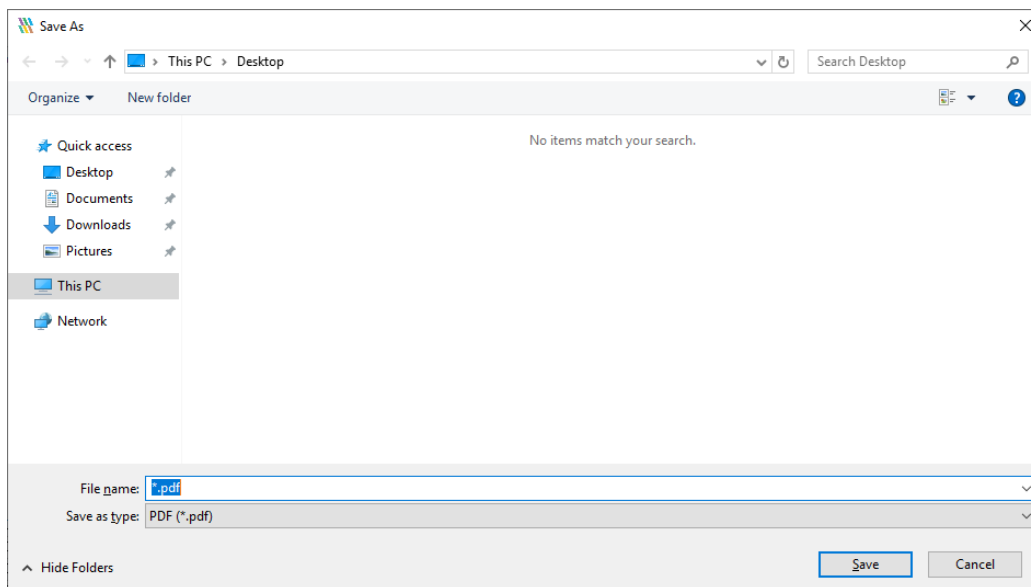 Save As
This PC > Desktop
Search Desktop
Organize
New folder
?
Quick access
No items match your search.
Desktop
Documents
Downloads
Pictures
This PC
Network
File name: *.pdf
Save as type: PDF (*.pdf)
Hide Folders
Save
Cancel